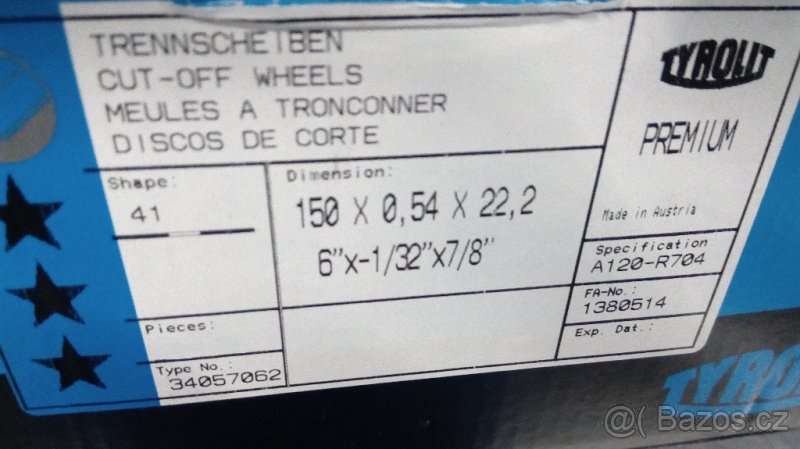 TRENNSCHEIBEN
CUT-OFF WHEELS
MEULES A TRONCONNER
DISCOS DE CORTE
TYROLIT
PREMIUM
Made in Austria
Shape:
41
Dimension:
150 X 0,54 X 22,2
6"x-1/32"x7/8"
Specification
A120-R704
FA-No.:
1380514
Exp. Dat.:
Pieces:
Type No.:
34057062
TYROL
@ Bazos.cz